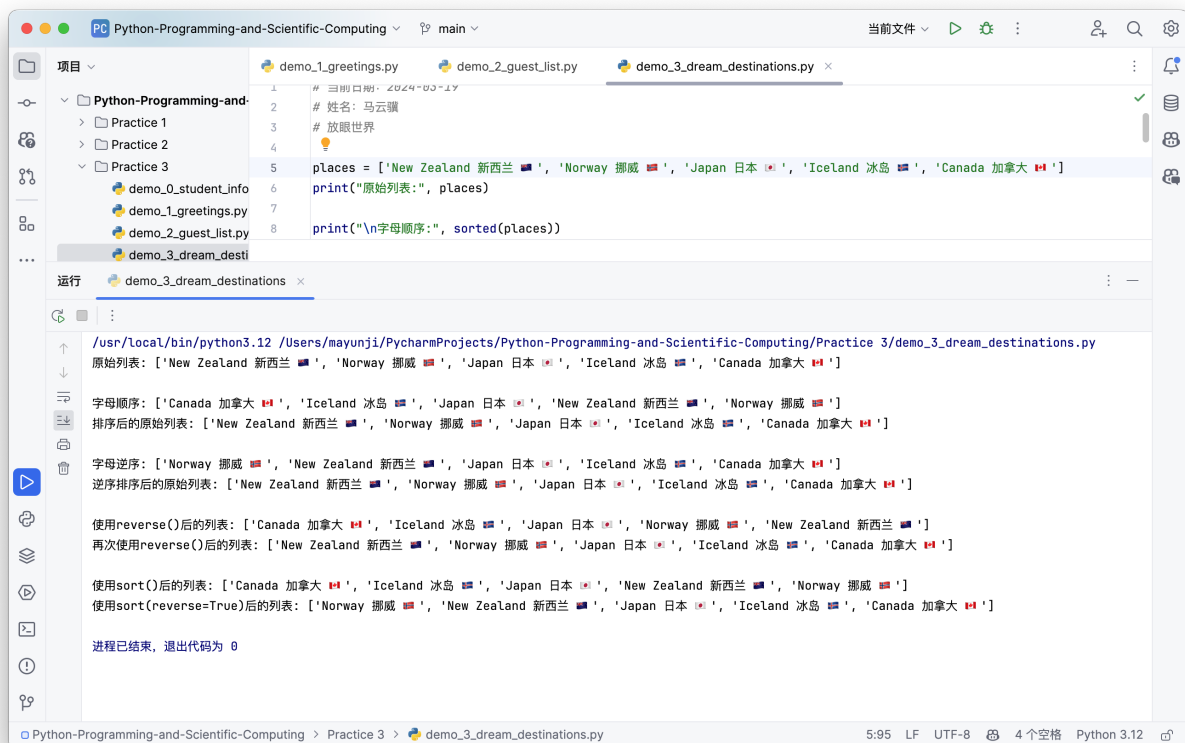 PC Python-Programming-and-Scientific-Computing main 当前文件
项目
demo_1_greetings.py demo_2_guest_list.py demo_3_dream_destinations.py
Python-Programming-and-
Practice 1
Practice 2
Practice 3
demo_0_student_info
demo_1_greetings.py
demo_2_guest_list.py
demo_3_dream_desti
1 # 当前日期: 2024-03-19
2 # 姓名: 马云骥
3 # 放眼世界
4
5 places = ['New Zealand 新西兰 🇳🇿', 'Norway 挪威 🇳🇴', 'Japan 日本 🇯🇵', 'Iceland 冰岛 🇮🇸', 'Canada 加拿大 🇨🇦']
6 print("原始列表:", places)
7
8 print("\n字母顺序:", sorted(places))
运行 demo_3_dream_destinations
/usr/local/bin/python3.12 /Users/mayunji/PycharmProjects/Python-Programming-and-Scientific-Computing/Practice 3/demo_3_dream_destinations.py
原始列表: ['New Zealand 新西兰 🇳🇿', 'Norway 挪威 🇳🇴', 'Japan 日本 🇯🇵', 'Iceland 冰岛 🇮🇸', 'Canada 加拿大 🇨🇦']
字母顺序: ['Canada 加拿大 🇨🇦', 'Iceland 冰岛 🇮🇸', 'Japan 日本 🇯🇵', 'New Zealand 新西兰 🇳🇿', 'Norway 挪威 🇳🇴']
排序后的原始列表: ['New Zealand 新西兰 🇳🇿', 'Norway 挪威 🇳🇴', 'Japan 日本 🇯🇵', 'Iceland 冰岛 🇮🇸', 'Canada 加拿大 🇨🇦']
字母逆序: ['Norway 挪威 🇳🇴', 'New Zealand 新西兰 🇳🇿', 'Japan 日本 🇯🇵', 'Iceland 冰岛 🇮🇸', 'Canada 加拿大 🇨🇦']
逆序排序后的原始列表: ['New Zealand 新西兰 🇳🇿', 'Norway 挪威 🇳🇴', 'Japan 日本 🇯🇵', 'Iceland 冰岛 🇮🇸', 'Canada 加拿大 🇨🇦']
使用reverse()后的列表: ['Canada 加拿大 🇨🇦', 'Iceland 冰岛 🇮🇸', 'Japan 日本 🇯🇵', 'Norway 挪威 🇳🇴', 'New Zealand 新西兰 🇳🇿']
再次使用reverse()后的列表: ['New Zealand 新西兰 🇳🇿', 'Norway 挪威 🇳🇴', 'Japan 日本 🇯🇵', 'Iceland 冰岛 🇮🇸', 'Canada 加拿大 🇨🇦']
使用sort()后的列表: ['Canada 加拿大 🇨🇦', 'Iceland 冰岛 🇮🇸', 'Japan 日本 🇯🇵', 'New Zealand 新西兰 🇳🇿', 'Norway 挪威 🇳🇴']
使用sort(reverse=True)后的列表: ['Norway 挪威 🇳🇴', 'New Zealand 新西兰 🇳🇿', 'Japan 日本 🇯🇵', 'Iceland 冰岛 🇮🇸', 'Canada 加拿大 🇨🇦']
进程已结束，退出代码为 0
Python-Programming-and-Scientific-Computing > Practice 3 > demo_3_dream_destinations.py 5:95 LF UTF-8 4 个空格 Python 3.12